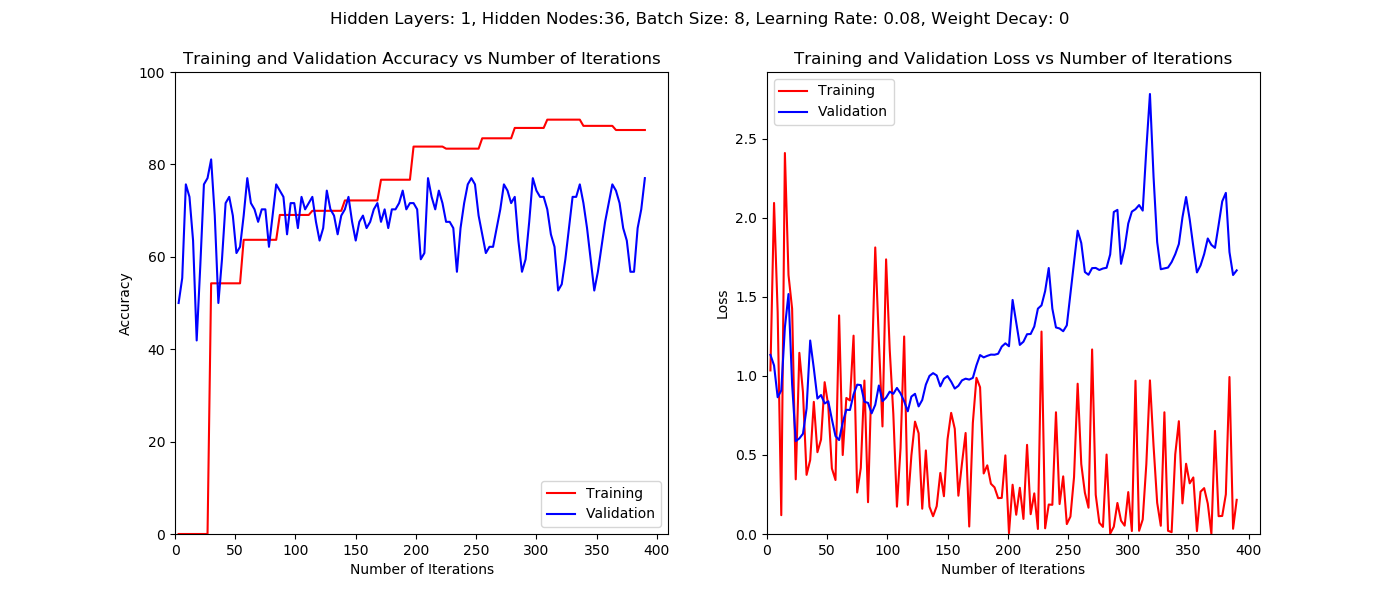 Hidden Layers: 1, Hidden Nodes:36, Batch Size: 8, Learning Rate: 0.08, Weight Decay: 0
Training and Validation Accuracy vs Number of Iterations
100
80
60
40
20
0
Accuracy
0 50 100 150 200 250 300 350 400
Number of Iterations
Training
Validation
Training and Validation Loss vs Number of Iterations
Training
Validation
2.5
2.0
1.5
1.0
0.5
0.0
Loss
0 50 100 150 200 250 300 350 400
Number of Iterations